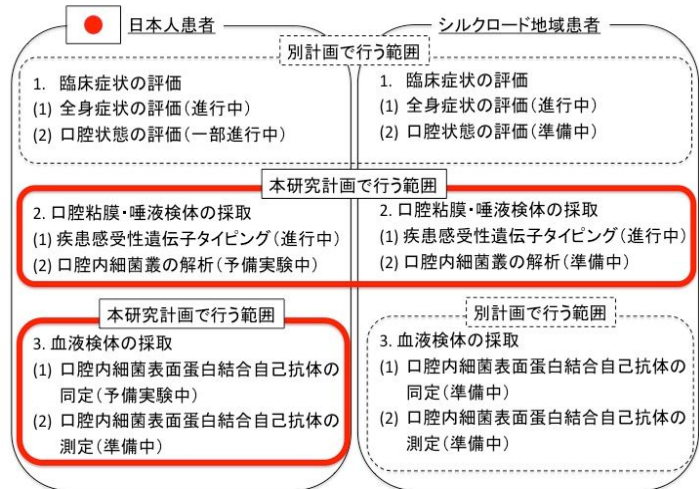 日本人患者
シルクロード地域患者
別計画で行う範囲
1. 臨床症状の評価
(1) 全身症状の評価(進行中)
(2) 口腔状態の評価(一部進行中)
1. 臨床症状の評価
(1) 全身症状の評価(進行中)
(2) 口腔状態の評価(準備中)
本研究計画で行う範囲
2. 口腔粘膜・唾液検体の採取
(1) 疾患感受性遺伝子タイピング(進行中)
(2) 口腔内細菌叢の解析(予備実験中)
2. 口腔粘膜・唾液検体の採取
(1) 疾患感受性遺伝子タイピング(進行中)
(2) 口腔内細菌叢の解析(準備中)
本研究計画で行う範囲
3. 血液検体の採取
(1) 口腔内細菌表面蛋白結合自己抗体の
同定(予備実験中)
(2) 口腔内細菌表面蛋白結合自己抗体の
測定(準備中)
別計画で行う範囲
3. 血液検体の採取
(1) 口腔内細菌表面蛋白結合自己抗体の
同定(準備中)
(2) 口腔内細菌表面蛋白結合自己抗体の
測定(準備中)